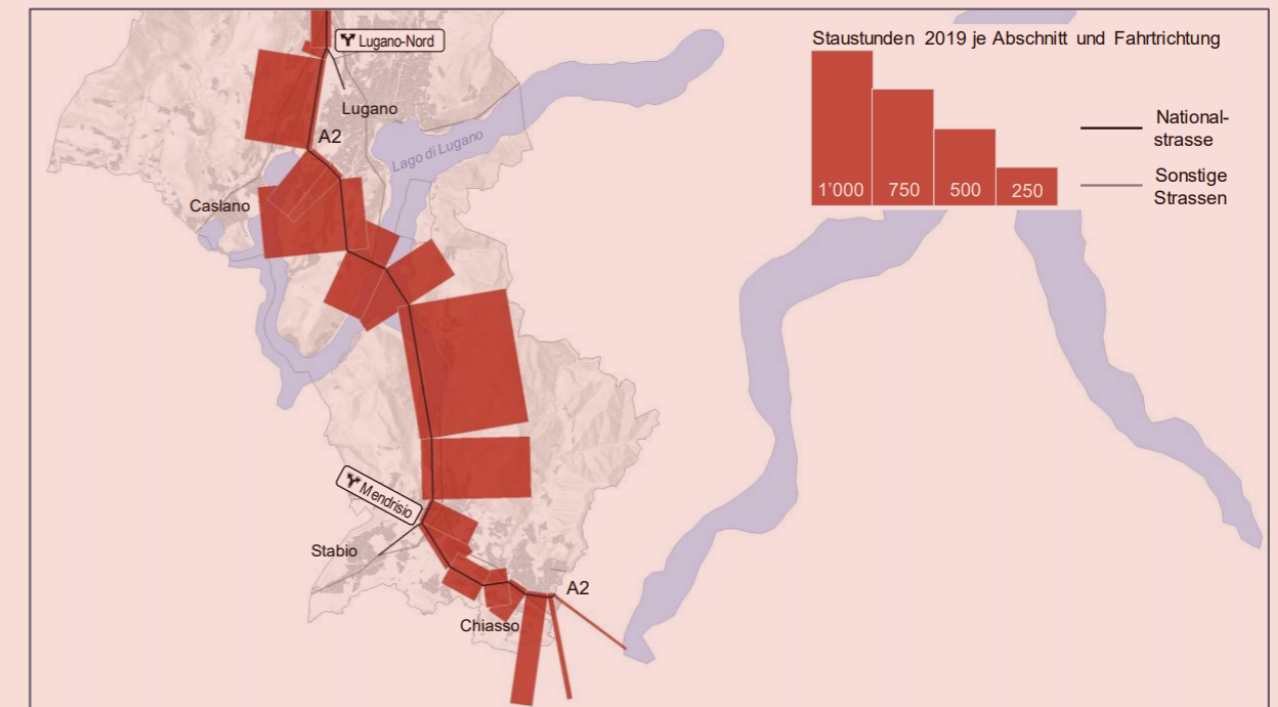 Staustunden 2019 je Abschnitt und Fahrtrichtung
1'000 750 500 250
National-
strasse
Sonstige
Strassen
Lugano-Nord
Lugano
A2
Lago di Lugano
Caslano
Mendrisio
Stabio
A2
Chiasso